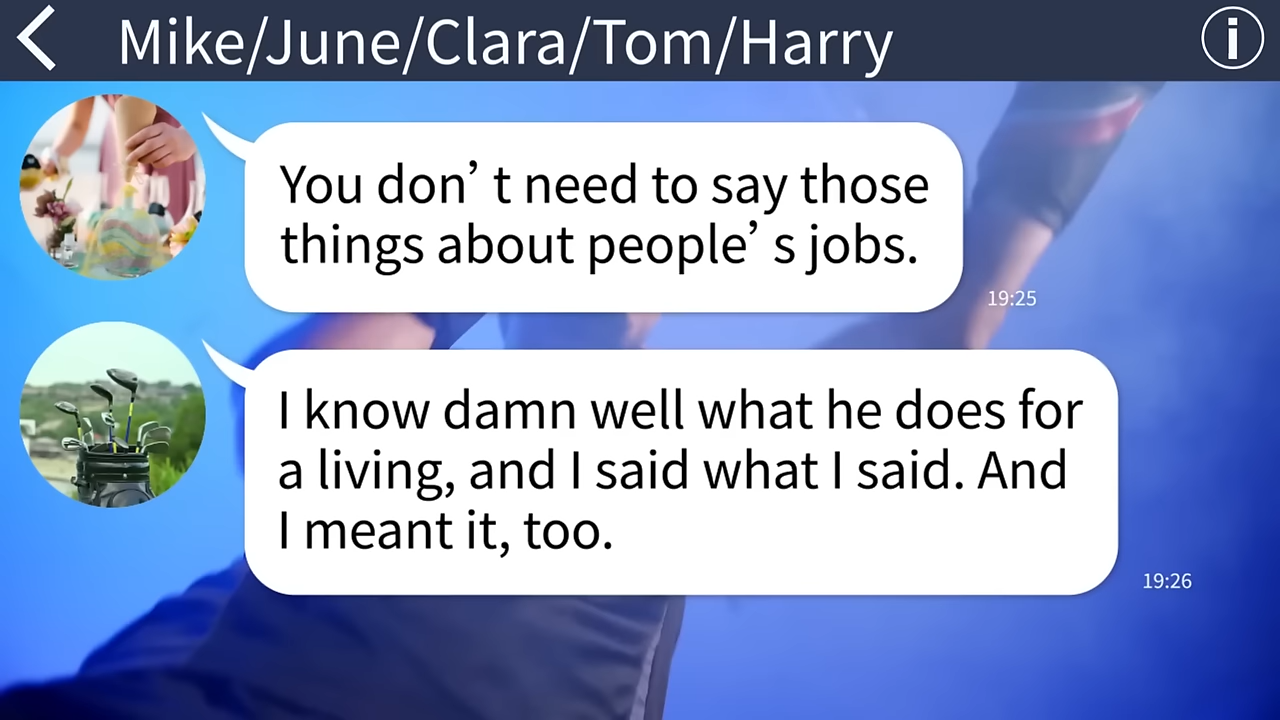 Mike/June/Clara/Tom/Harry
You don’t need to say those
things about people’s jobs.
19:25
I know damn well what he does for
a living, and I said what I said. And
I meant it, too.
19:26